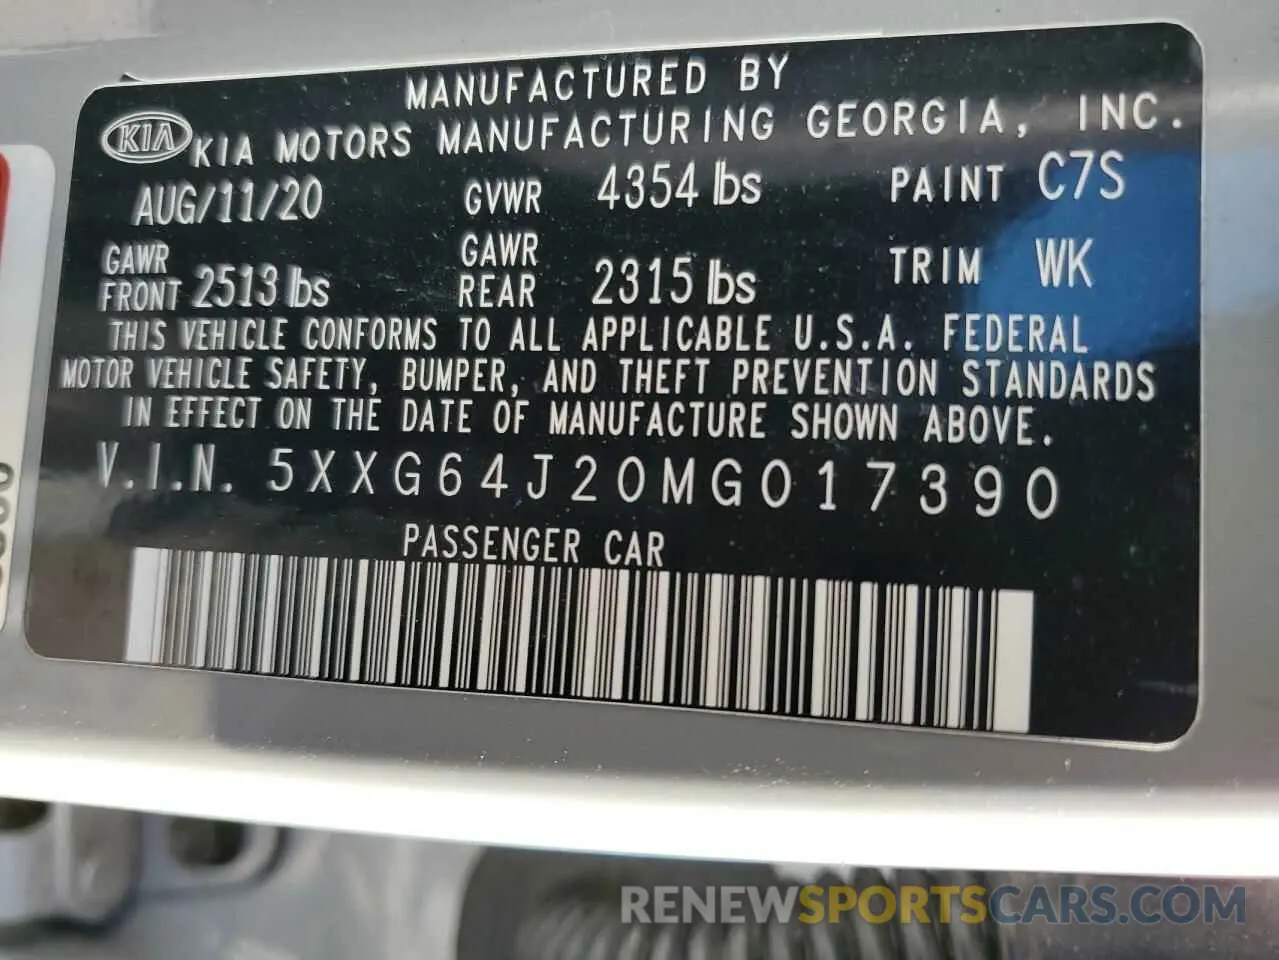 MANUFACTURED BY
KIA KIA MOTORS MANUFACTURING GEORGIA, INC.
AUG/11/20 GVWR 4354 lbs PAINT C7S
GAWR FRONT 2513 lbs GAWR REAR 2315 lbs TRIM WK
THIS VEHICLE CONFORMS TO ALL APPLICABLE U.S.A. FEDERAL
MOTOR VEHICLE SAFETY, BUMPER, AND THEFT PREVENTION STANDARDS
IN EFFECT ON THE DATE OF MANUFACTURE SHOWN ABOVE.
V.I.N. 5XXG64J20MG017390
PASSENGER CAR
RENEWSPORTSCARS.COM